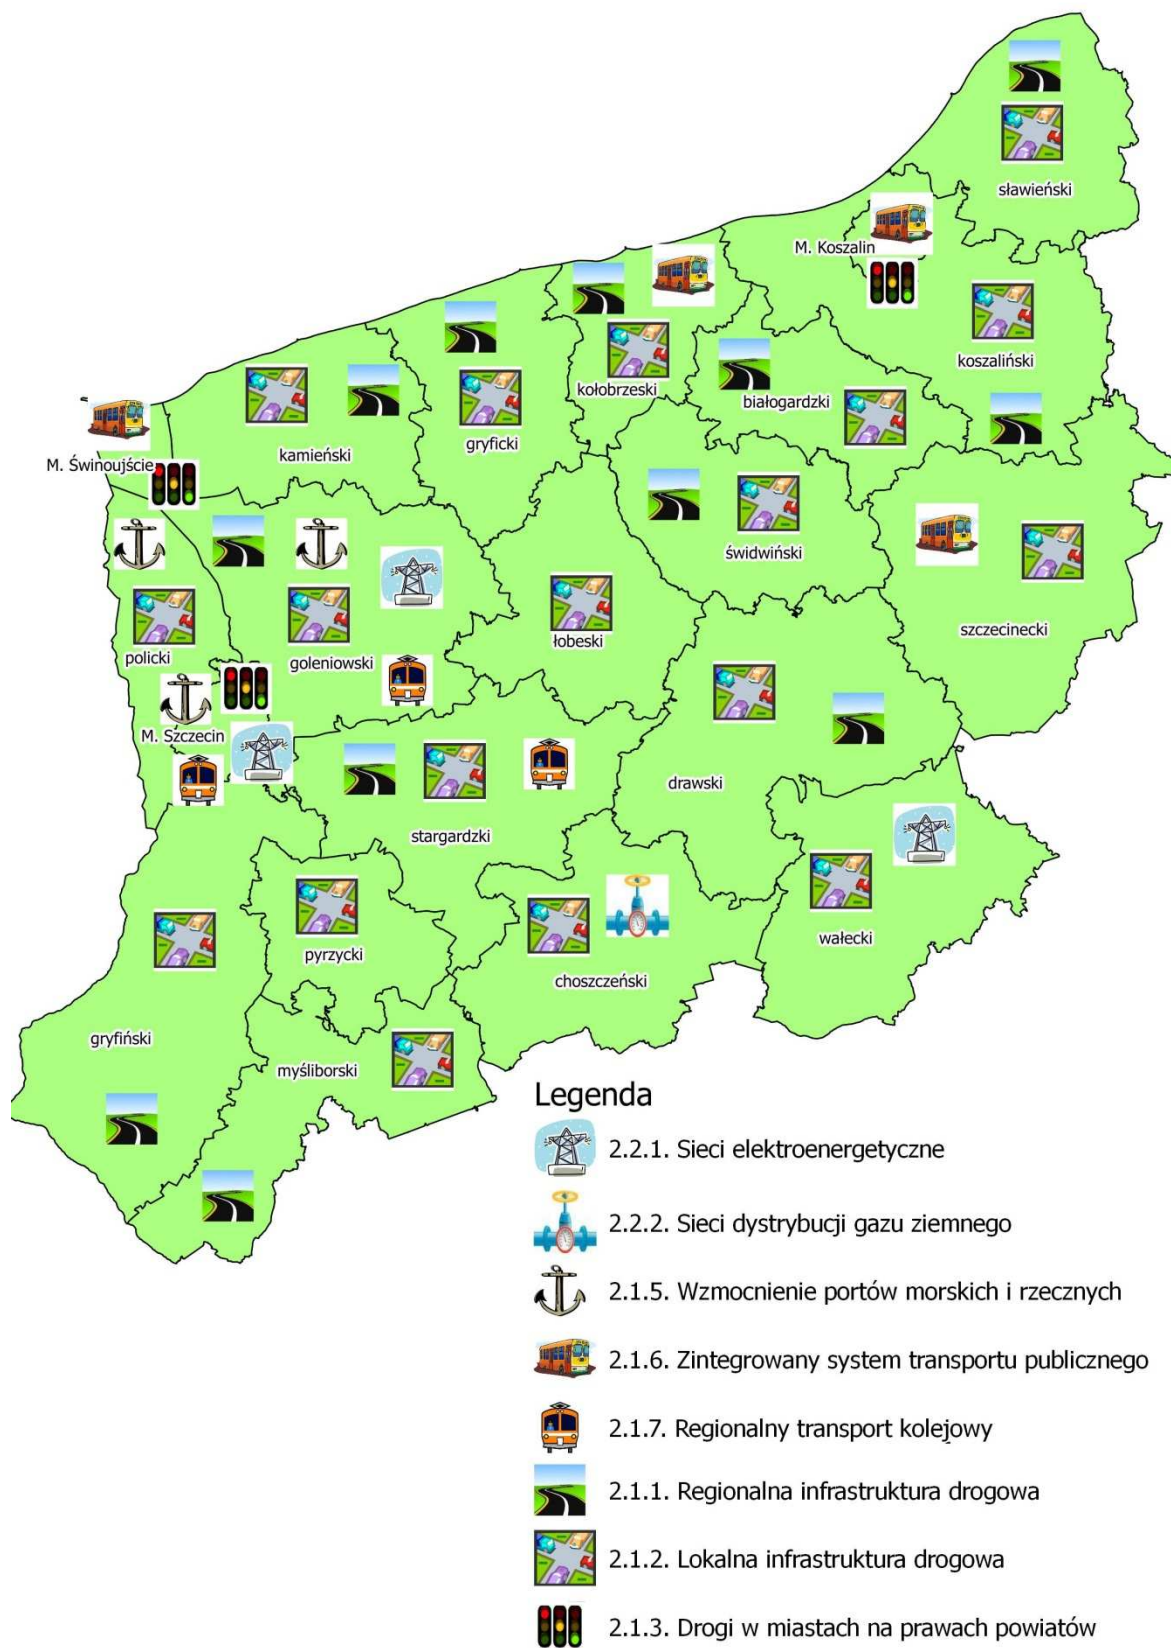 sławieński
M. Koszalin
koszaliński
kołobrzeski
białogardzki
gryficki
kamieński
M. Świnoujście
świdwiński
szczecinecki
łobeski
policki
goleniowski
M. Szczecin
drawski
stargardzki
wałecki
pyrzycki
choszczeński
gryfiński
myśliborski
Legenda
2.2.1. Sieci elektroenergetyczne
2.2.2. Sieci dystrybucji gazu ziemnego
2.1.5. Wzmocnienie portów morskich i rzecznych
2.1.6. Zintegrowany system transportu publicznego
2.1.7. Regionalny transport kolejowy
2.1.1. Regionalna infrastruktura drogowa
2.1.2. Lokalna infrastruktura drogowa
2.1.3. Drogi w miastach na prawach powiatów